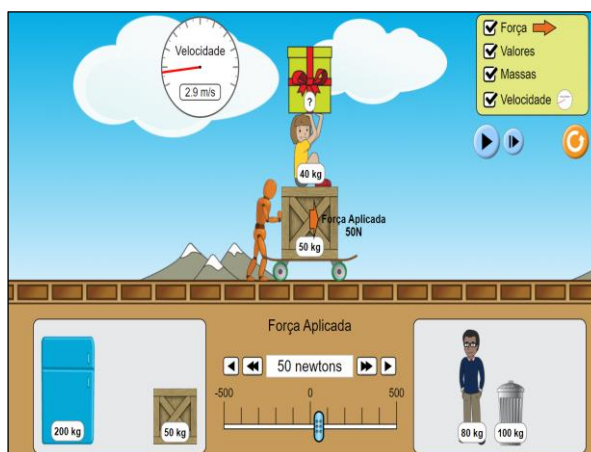 Velocidade
2.9 m/s
Força
Valores
Massas
Velocidade
?
40 kg
Força Aplicada
50N
50 kg
Força Aplicada
50 newtons
-500 0 500
200 kg
50 kg
80 kg
100 kg